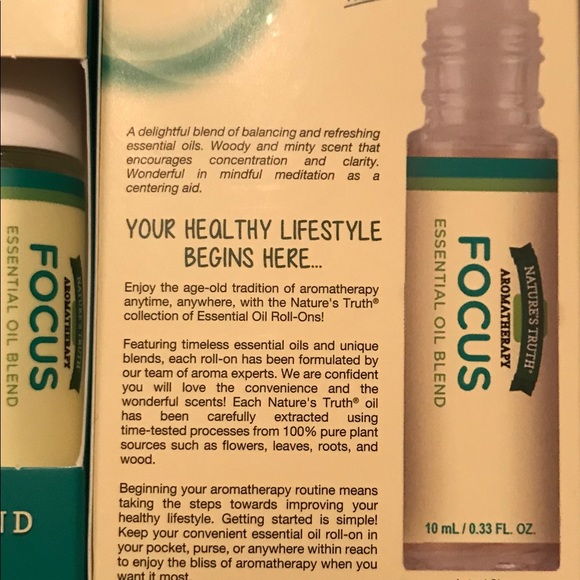 A delightful blend of balancing and refreshing
essential oils. Woody and minty scent that
encourages concentration and clarity.
Wonderful in mindful meditation as a
centering aid.
YOUR HEALTHY LIFESTYLE
BEGINS HERE...
Enjoy the age-old tradition of aromatherapy
anytime, anywhere, with the Nature's Truth®
collection of Essential Oil Roll-Ons!
Featuring timeless essential oils and unique
blends, each roll-on has been formulated by
our team of aroma experts. We are confident
you will love the convenience and the
wonderful scents! Each Nature's Truth® oil
has been carefully extracted using
time-tested processes from 100% pure plant
sources such as flowers, leaves, roots, and
wood.
Beginning your aromatherapy routine means
taking the steps towards improving your
healthy lifestyle. Getting started is simple!
Keep your convenient essential oil roll-on in
your pocket, purse, or anywhere within reach
to enjoy the bliss of aromatherapy when you
want it most.
NATURE'S TRUTH®
AROMATHERAPY
FOCUS
ESSENTIAL OIL BLEND
10 mL / 0.33 FL. OZ.
NATURE'S TRUTH
AROMATHERAPY
FOCUS
ESSENTIAL OIL BLEND
ND